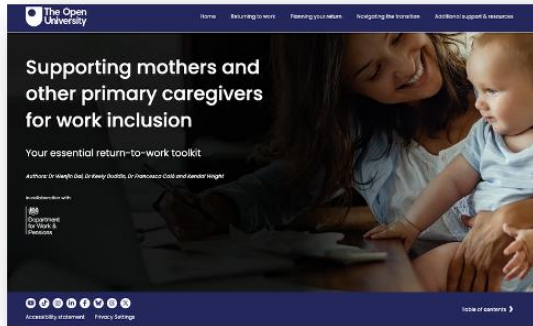 The Open
University
Home Returning to work Planning your return Navigating the transition Additional support & resources
Supporting mothers and
other primary caregivers
for work inclusion
Your essential return-to-work toolkit
Authors: Dr Wenjin Dai, Dr Keely Duddin, Dr Francesca Calò and Kendal Wright
In collaboration with
Department
for Work &
Pensions
Accessibility statement Privacy Settings
Table of contents